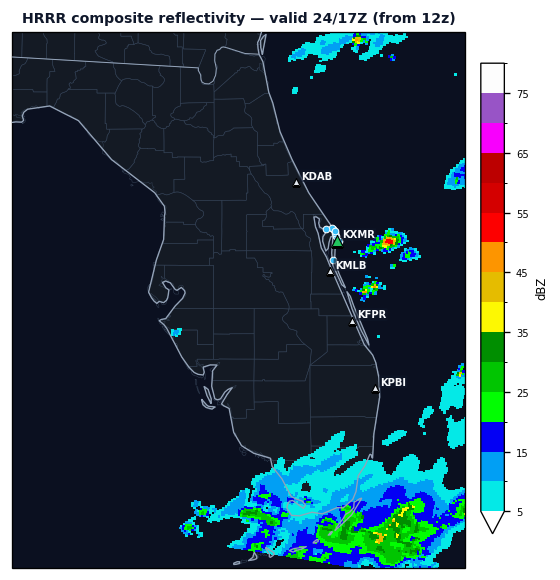 HRRR composite reflectivity — valid 24/17Z (from 12z)
KDAB
KXMR
KMLB
KFPR
KPBI
75
65
55
45
35
25
15
5
dBZ